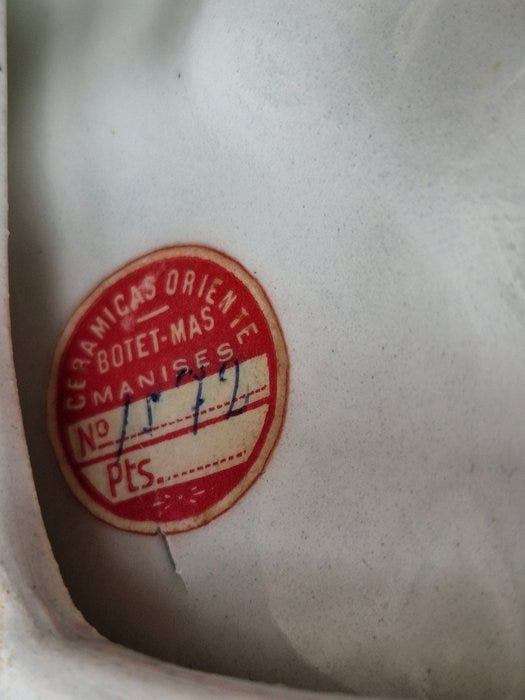 CERAMICAS ORIENTE
BOTET-MAS
MANISES
Nº 1572
Pts.